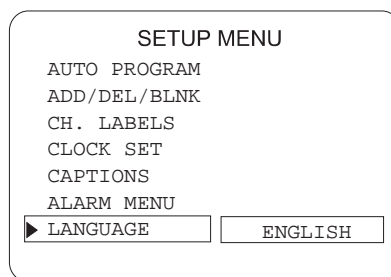 SETUP MENU
AUTO PROGRAM
ADD/DEL/BLNK
CH. LABELS
CLOCK SET
CAPTIONS
ALARM MENU
LANGUAGE ENGLISH